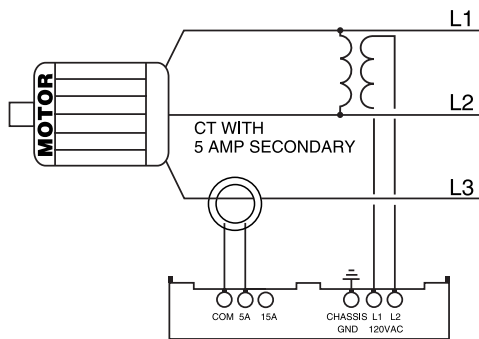 L1
MOTOR
L2
CT WITH
5 AMP SECONDARY
L3
COM 5A 15A CHASSIS L1 L2
GND 120VAC